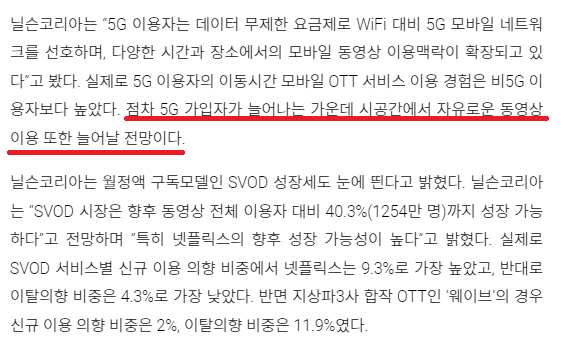 닐슨코리아는 “5G 이용자는 데이터 무제한 요금제로 WiFi 대비 5G 모바일 네트워
크를 선호하며, 다양한 시간과 장소에서의 모바일 동영상 이용맥락이 확장되고 있
다”고 봤다. 실제로 5G 이용자의 이동시간 모바일 OTT 서비스 이용 경험은 비5G 이
용자보다 높았다. 점차 5G 가입자가 늘어나는 가운데 시공간에서 자유로운 동영상
이용 또한 늘어날 전망이다.
닐슨코리아는 월정액 구독모델인 SVOD 성장세도 눈에 띈다고 밝혔다. 닐슨코리아
는 “SVOD 시장은 향후 동영상 전체 이용자 대비 40.3%(1254만 명)까지 성장 가능
하다”고 전망하며 “특히 넷플릭스의 향후 성장 가능성이 높다”고 밝혔다. 실제로
SVOD 서비스별 신규 이용 의향 비중에서 넷플릭스는 9.3%로 가장 높았고, 반대로
이탈의향 비중은 4.3%로 가장 낮았다. 반면 지상파3사 합작 OTT인 ‘웨이브’의 경우
신규 이용 의향 비중은 2%, 이탈의향 비중은 11.9%였다.